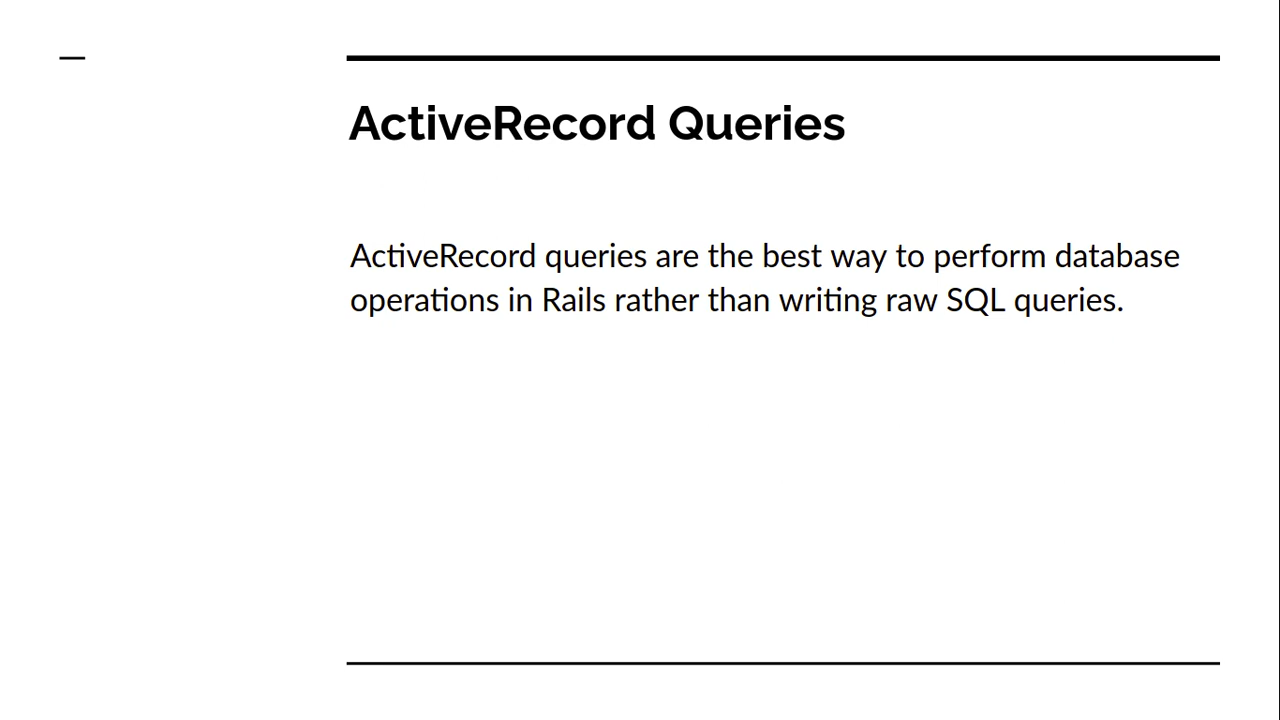 ActiveRecord Queries
ActiveRecord queries are the best way to perform database
operations in Rails rather than writing raw SQL queries.